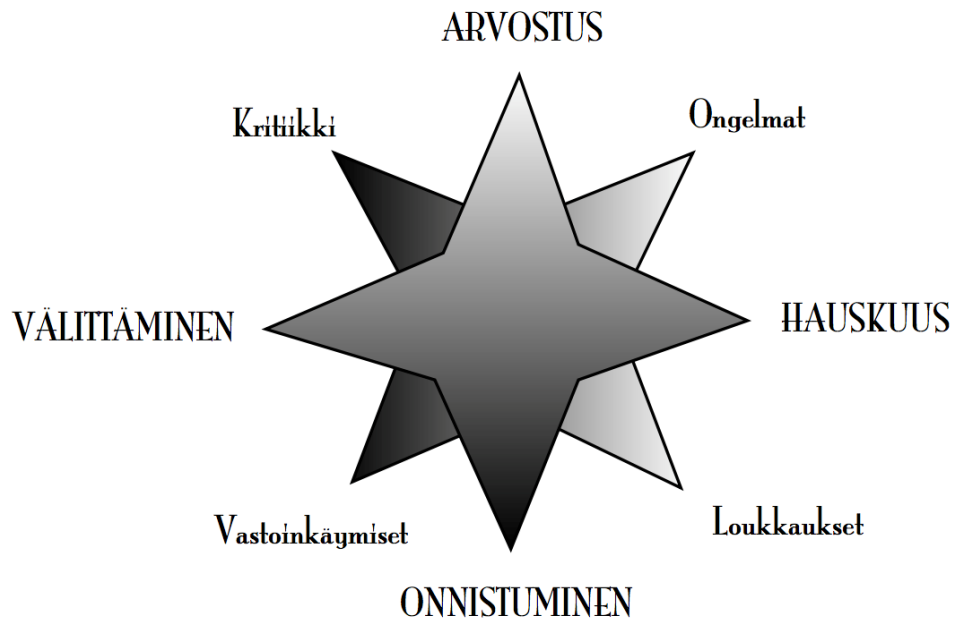 ARVOSTUS
Kritiikki
Ongelmat
VÄLITTÄMINEN
HAUSKUUS
Vastoinkäymiset
Loukkaukset
ONNISTUMINEN